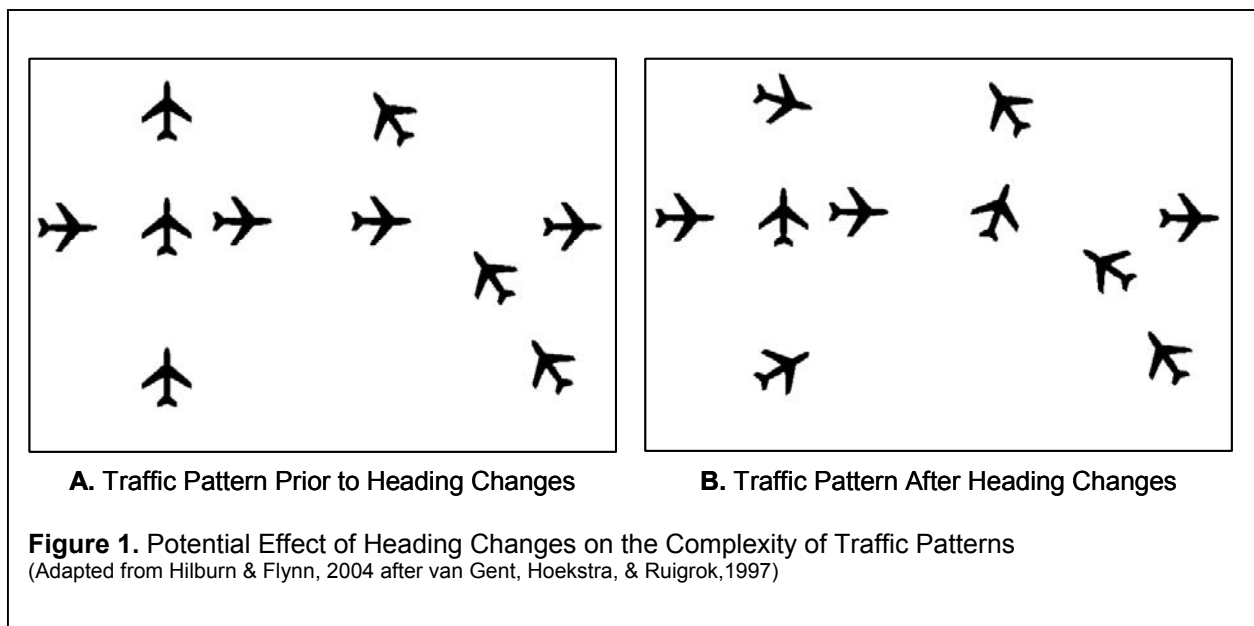 A. Traffic Pattern Prior to Heading Changes
B. Traffic Pattern After Heading Changes
Figure 1. Potential Effect of Heading Changes on the Complexity of Traffic Patterns
(Adapted from Hilburn & Flynn, 2004 after van Gent, Hoekstra, & Ruigrok,1997)